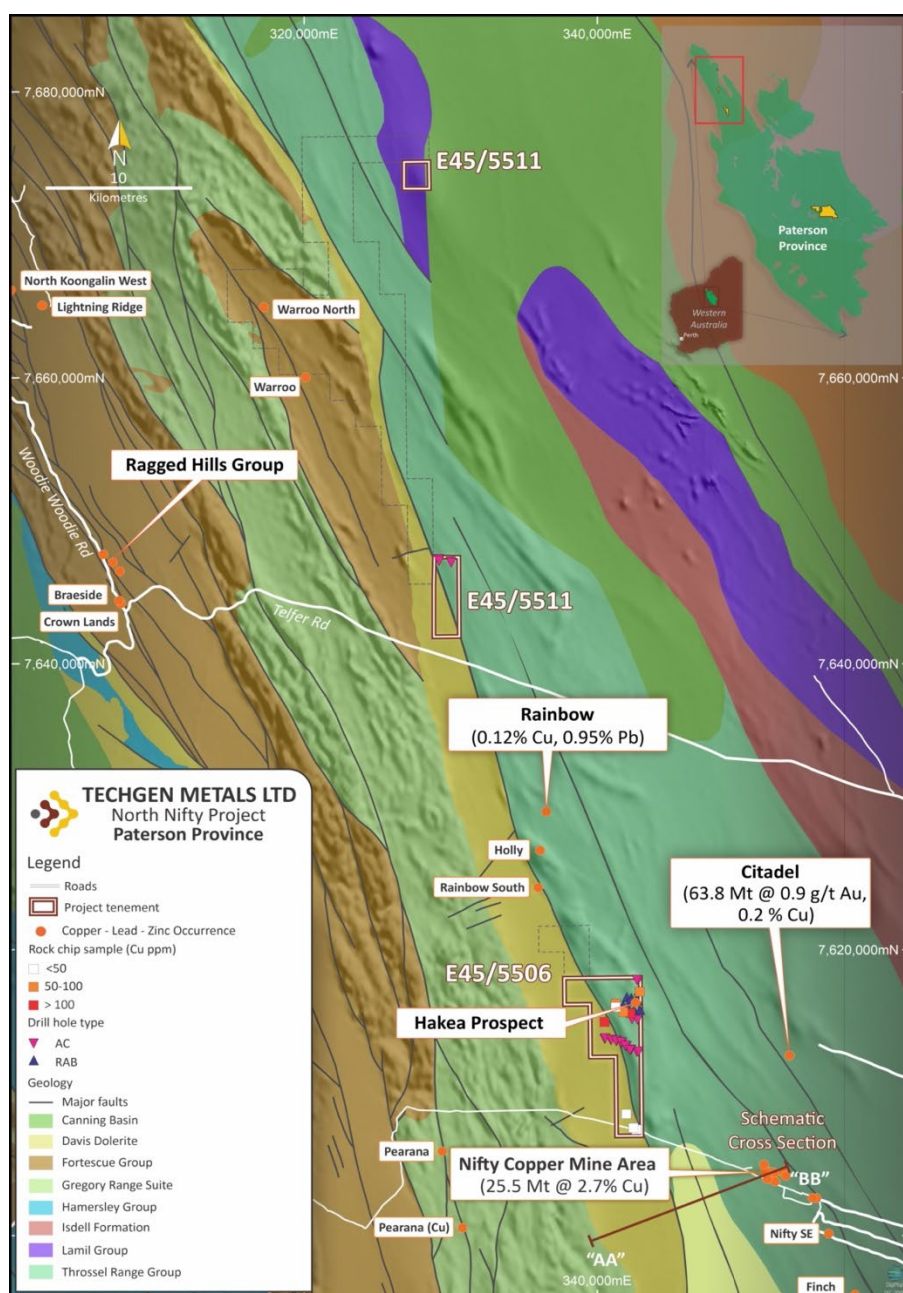 320,000mE
340,000mE
7,680,000mN
N
10
Kilometres
E45/5511
Paterson
Province
Western
Australia
Perth
North Koongalin West
Lightning Ridge
Warroo North
7,660,000mN
7,660,000mN
Warroo
Ragged Hills Group
Woodie Woodie Rd
Braeside
Crown Lands
Telfer Rd
E45/5511
7,640,000mN
7,640,000mN
Rainbow
(0.12% Cu, 0.95% Pb)
Holly
Rainbow South
Citadel
(63.8 Mt @ 0.9 g/t Au,
0.2 % Cu)
7,620,000mN
E45/5506
Hakea Prospect
Schematic
Cross Section
Pearana
Nifty Copper Mine Area
(25.5 Mt @ 2.7% Cu)
"BB"
Pearana (Cu)
Nifty SE
"AA"
340,000mE
Finch
TECHGEN METALS LTD
North Nifty Project
Paterson Province
Legend
Roads
Project tenement
Copper - Lead - Zinc Occurrence
Rock chip sample (Cu ppm)
<50
50-100
> 100
Drill hole type
AC
RAB
Geology
Major faults
Canning Basin
Davis Dolerite
Fortescue Group
Gregory Range Suite
Hamersley Group
Isdell Formation
Lamil Group
Throssel Range Group